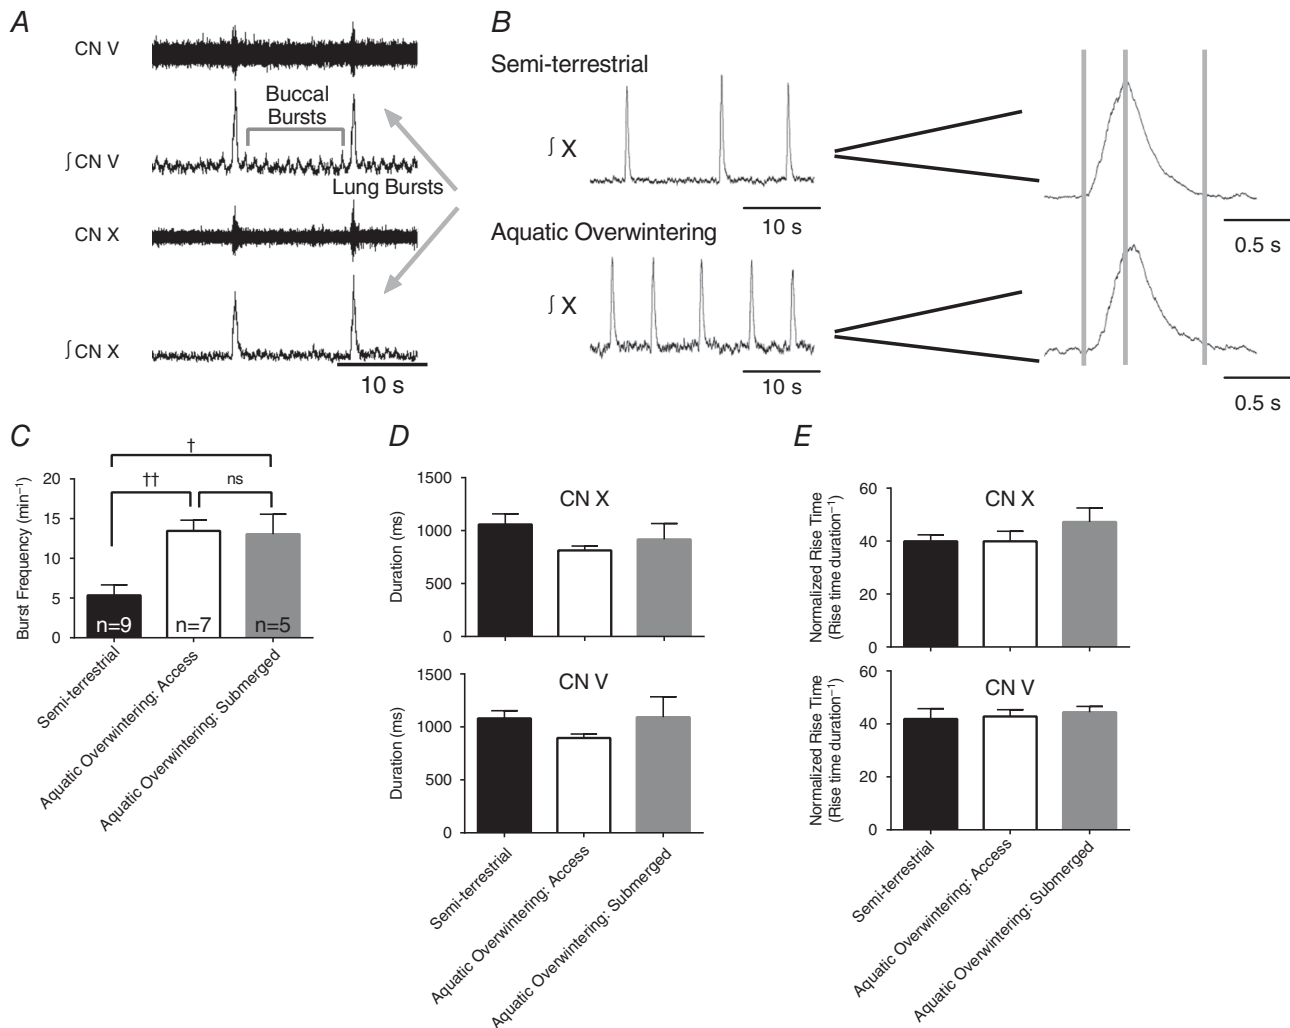 A
CN V
Buccal
Bursts
∫ CN V
Lung Bursts
CN X
∫ CN X
10 s
B
Semi-terrestrial
∫ X
10 s
0.5 s
Aquatic Overwintering
∫ X
10 s
0.5 s
C
†
†† ns
Burst Frequency (min⁻¹)
20
15
10
5
0
n=9 n=7 n=5
Semi-terrestrial
Aquatic Overwintering: Access
Aquatic Overwintering: Submerged
D
CN X
Duration (ms)
1500
1000
500
0
CN V
Duration (ms)
1500
1000
500
0
Semi-terrestrial
Aquatic Overwintering: Access
Aquatic Overwintering: Submerged
E
CN X
Normalized Rise Time
(Rise time duration⁻¹)
60
40
20
0
CN V
Normalized Rise Time
(Rise time duration⁻¹)
60
40
20
0
Semi-terrestrial
Aquatic Overwintering: Access
Aquatic Overwintering: Submerged